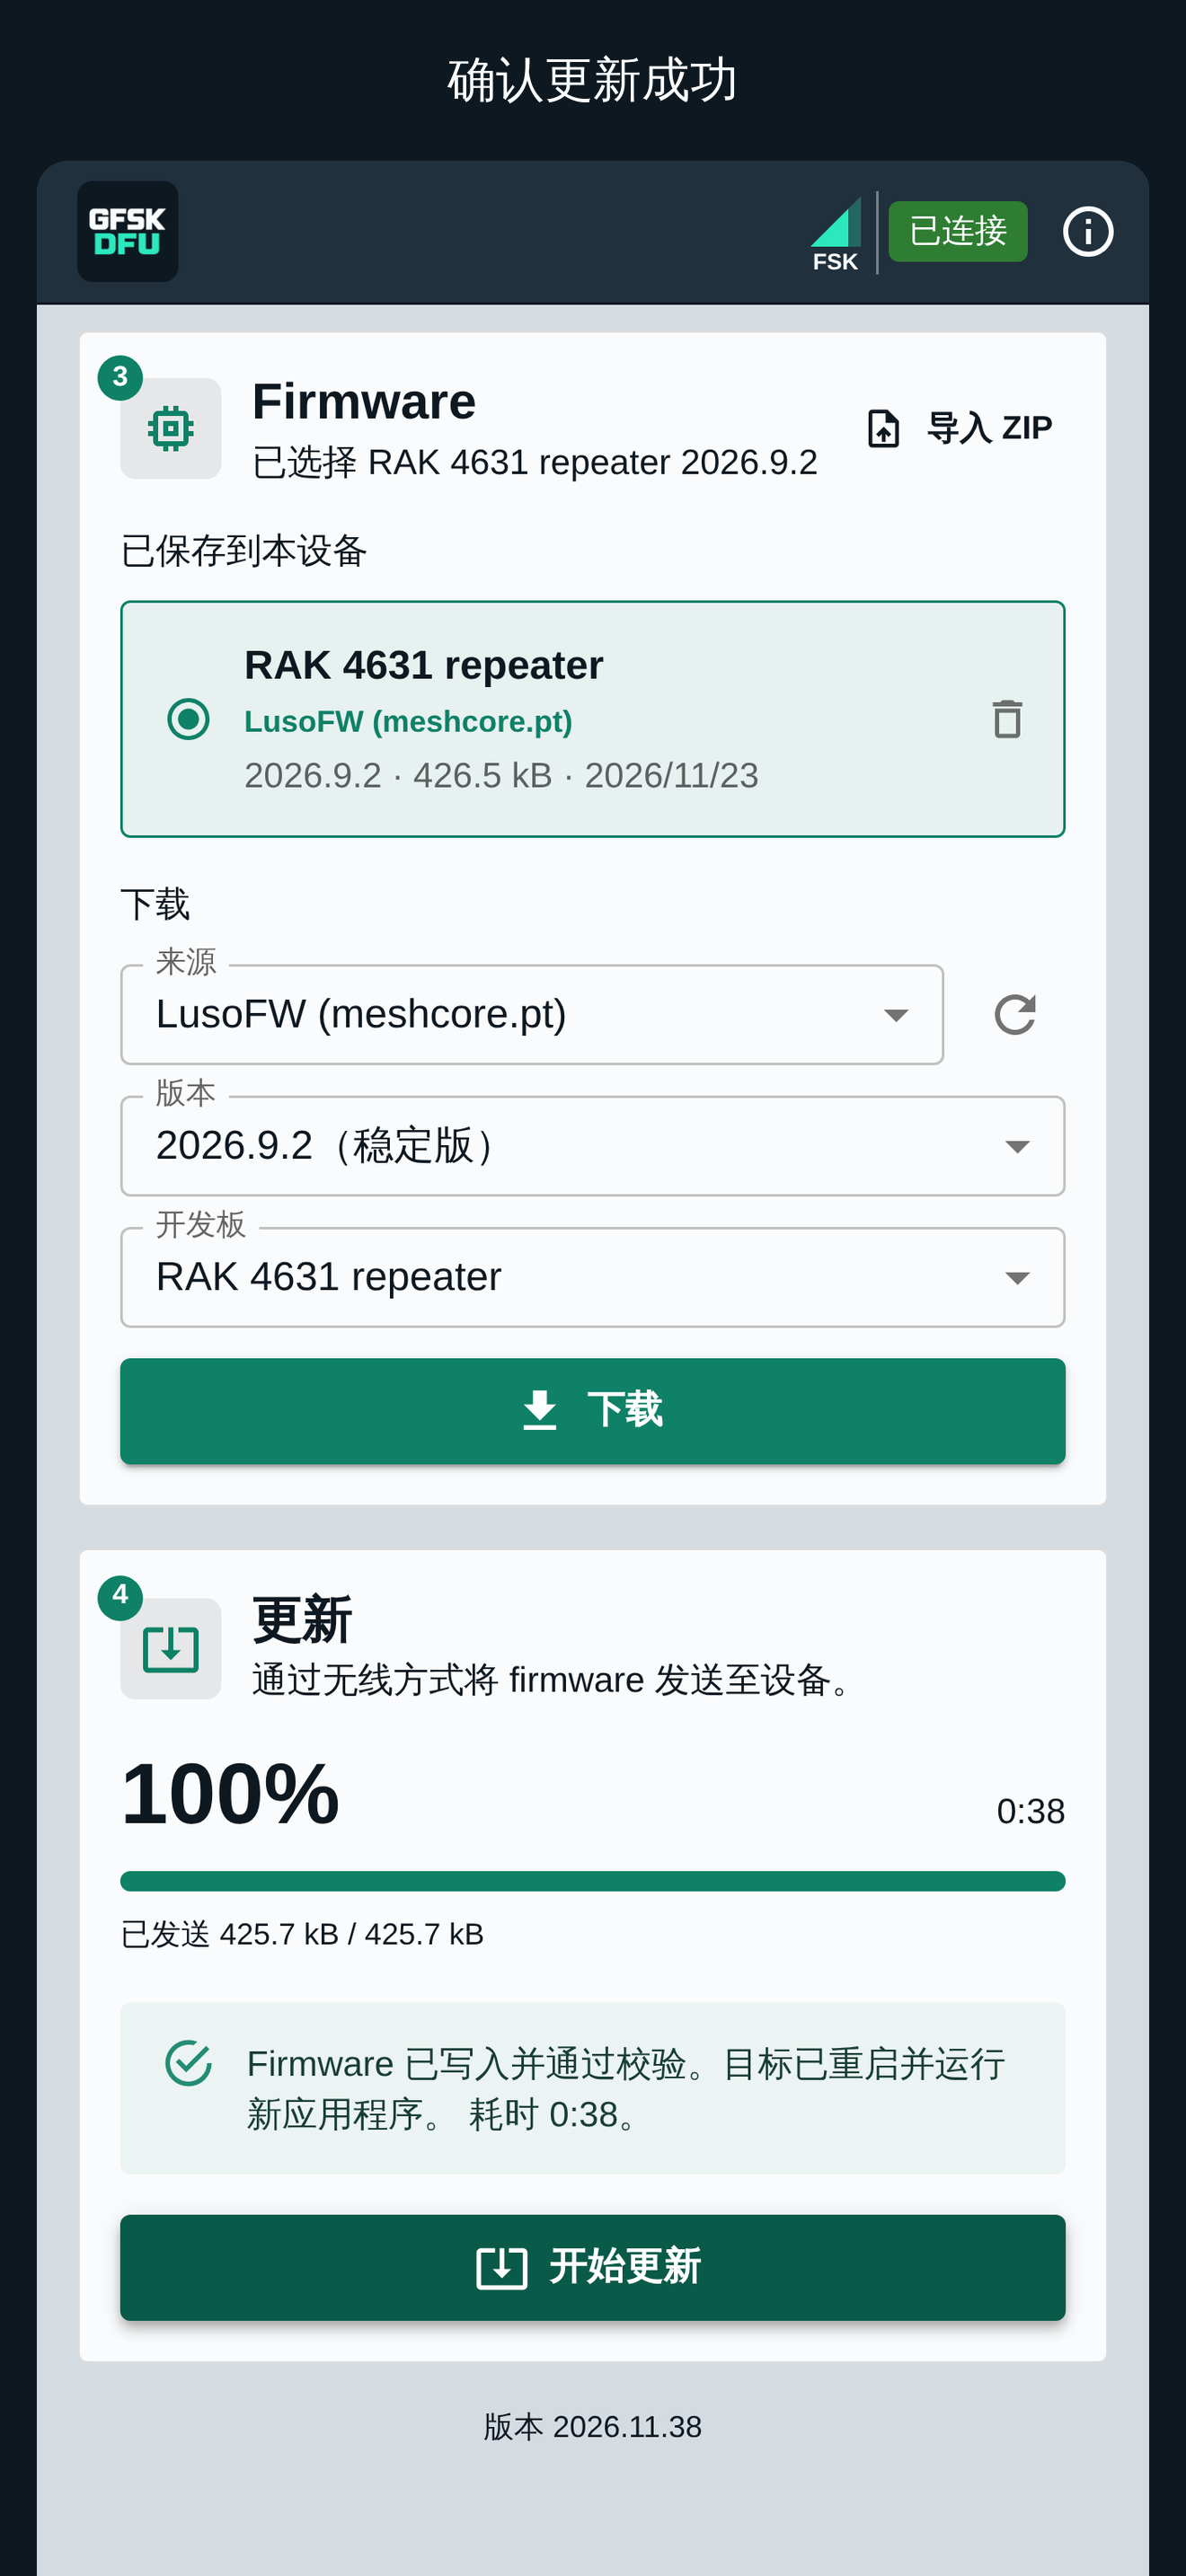 确认更新成功
GFSK
DFU
FSK
已连接
3
Firmware
已选择 RAK 4631 repeater 2026.9.2
导入 ZIP
已保存到本设备
RAK 4631 repeater
LusoFW (meshcore.pt)
2026.9.2 · 426.5 kB · 2026/11/23
下载
来源
LusoFW (meshcore.pt)
版本
2026.9.2（稳定版）
开发板
RAK 4631 repeater
下载
4
更新
通过无线方式将 firmware 发送至设备。
100%
0:38
已发送 425.7 kB / 425.7 kB
Firmware 已写入并通过校验。目标已重启并运行
新应用程序。 耗时 0:38。
开始更新
版本 2026.11.38